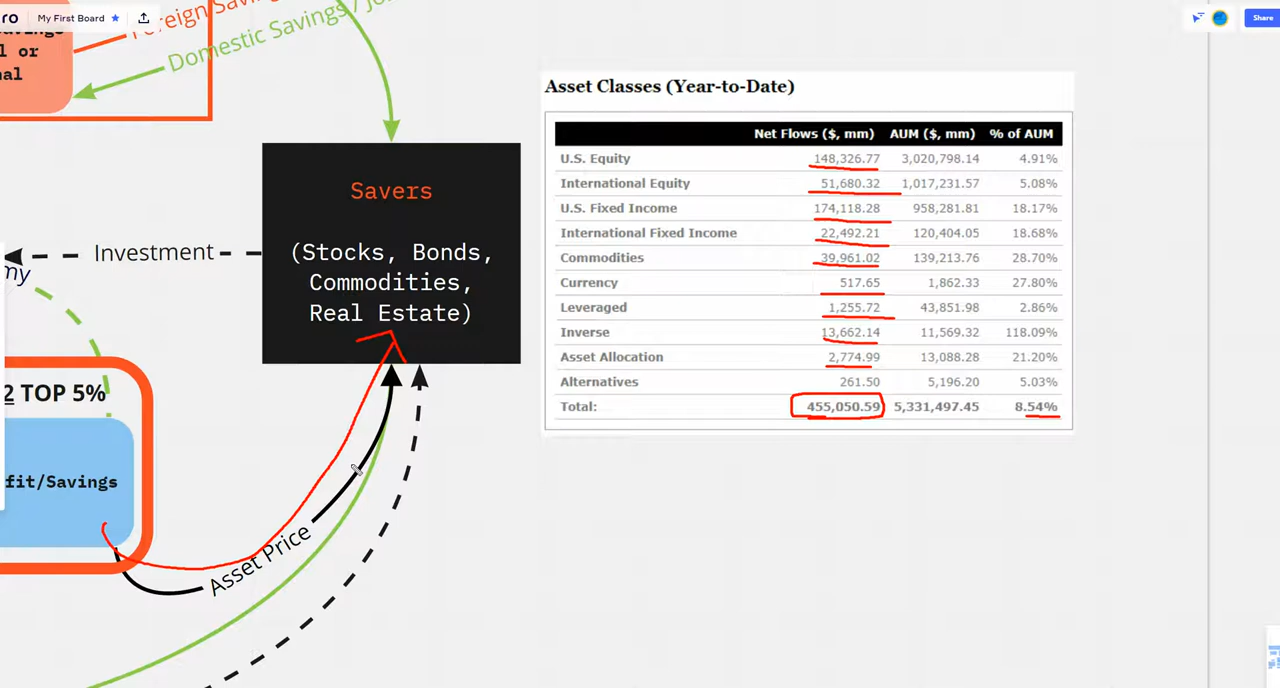 ro My First Board Share
Foreign Sav
Domestic Savings / 
l or
nal
Savers
(Stocks, Bonds,
Commodities,
Real Estate)
Investment
my
2 TOP 5%
fit/Savings
Asset Price
Asset Classes (Year-to-Date)
Net Flows ($, mm) AUM ($, mm) % of AUM
U.S. Equity 148,326.77 3,020,798.14 4.91%
International Equity 51,680.32 1,017,231.57 5.08%
U.S. Fixed Income 174,118.28 958,281.81 18.17%
International Fixed Income 22,492.21 120,404.05 18.68%
Commodities 39,961.02 139,213.76 28.70%
Currency 517.65 1,862.33 27.80%
Leveraged 1,255.72 43,851.98 2.86%
Inverse 13,662.14 11,569.32 118.09%
Asset Allocation 2,774.99 13,088.28 21.20%
Alternatives 261.50 5,196.20 5.03%
Total: 455,050.59 5,331,497.45 8.54%